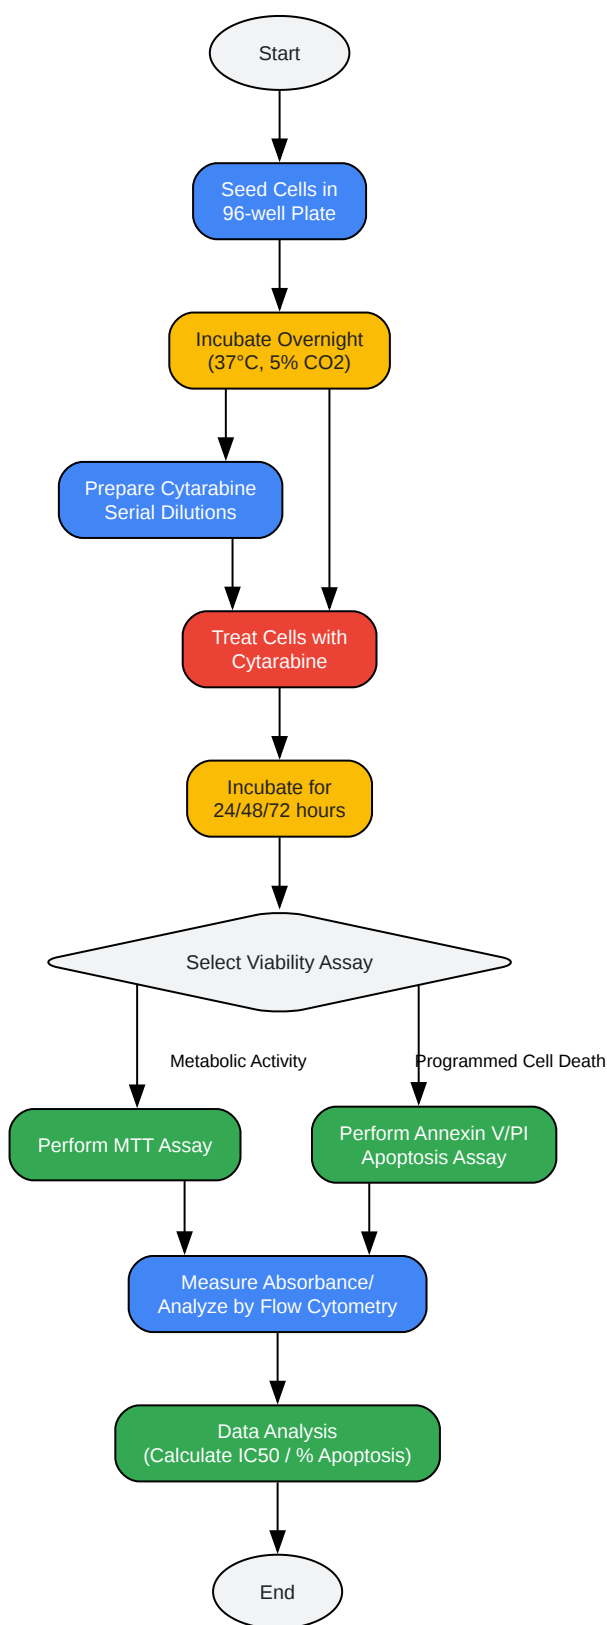 Start
Seed Cells in
96-well Plate
Incubate Overnight
(37°C, 5% CO2)
Prepare Cytarabine
Serial Dilutions
Treat Cells with
Cytarabine
Incubate for
24/48/72 hours
Select Viability Assay
Metabolic Activity
Programmed Cell Death
Perform MTT Assay
Perform Annexin V/PI
Apoptosis Assay
Measure Absorbance/
Analyze by Flow Cytometry
Data Analysis
(Calculate IC50 / % Apoptosis)
End